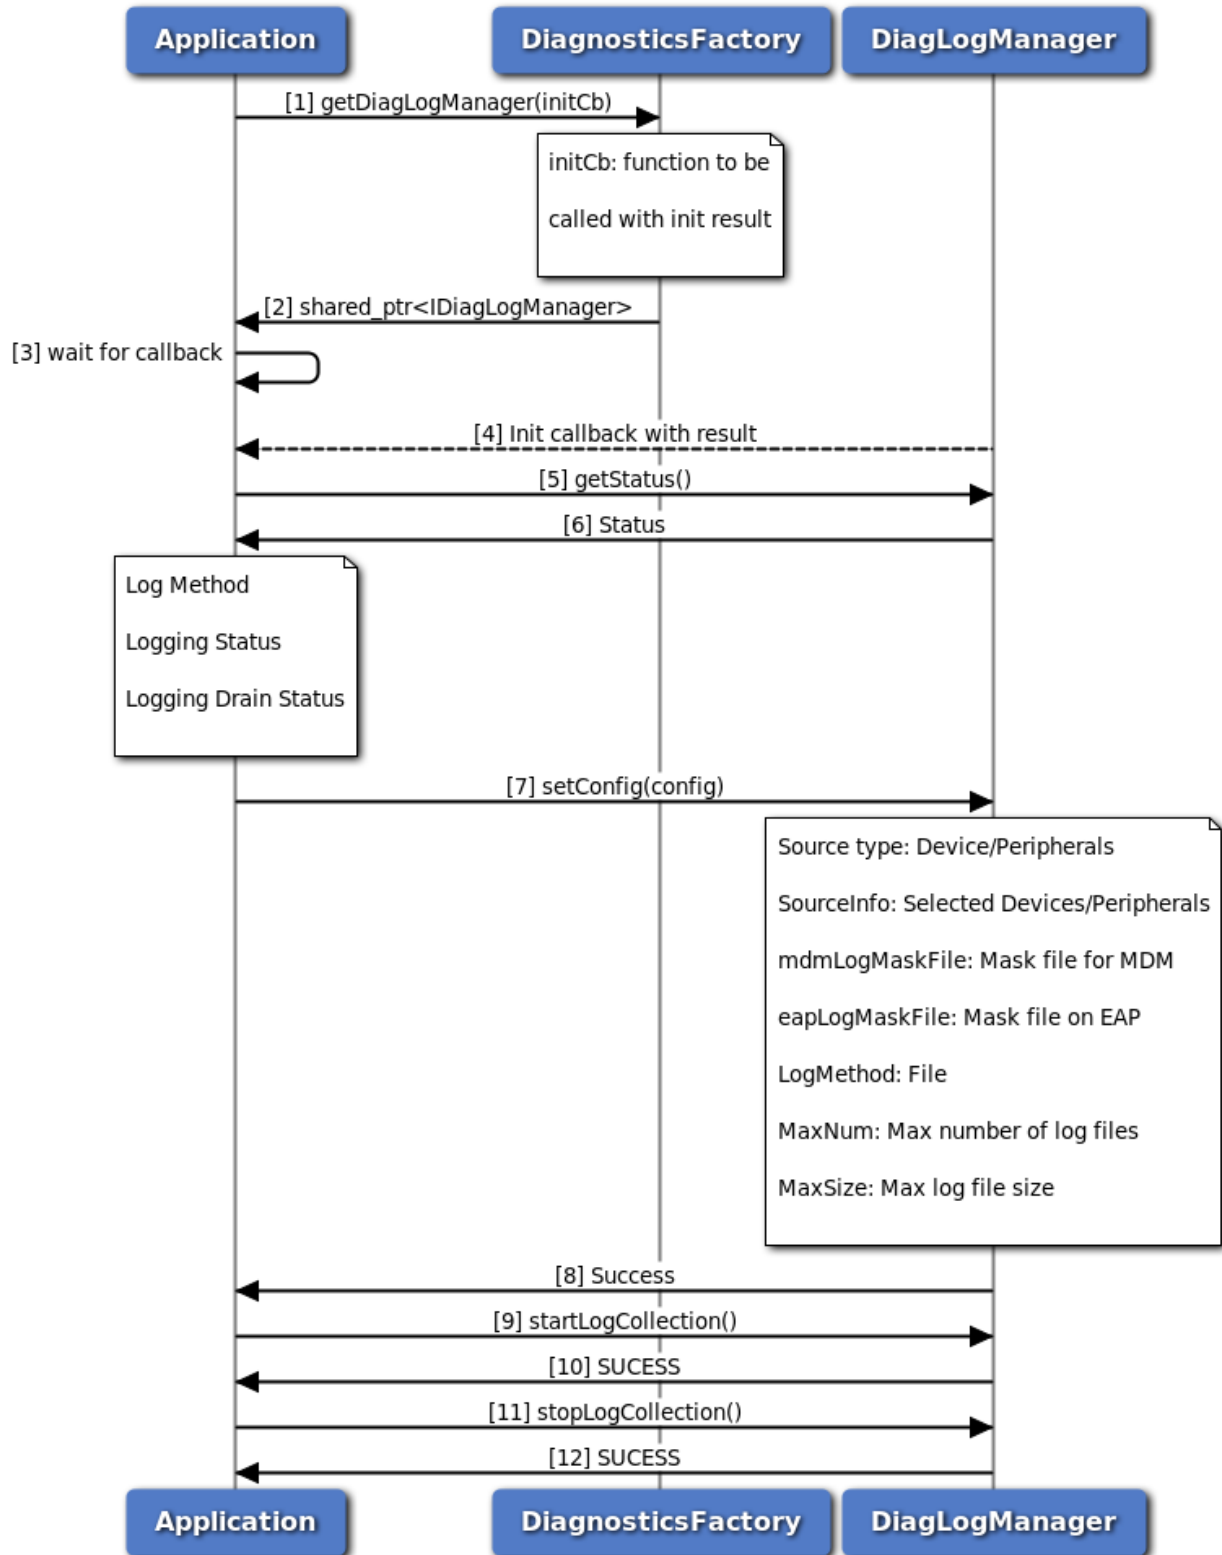 Application DiagnosticsFactory DiagLogManager
[1] getDiagLogManager(initCb)
initCb: function to be
called with init result
[2] shared_ptr<IDiagLogManager>
[3] wait for callback
[4] Init callback with result
[5] getStatus()
[6] Status
Log Method
Logging Status
Logging Drain Status
[7] setConfig(config)
Source type: Device/Peripherals
SourceInfo: Selected Devices/Peripherals
mdmLogMaskFile: Mask file for MDM
eapLogMaskFile: Mask file on EAP
LogMethod: File
MaxNum: Max number of log files
MaxSize: Max log file size
[8] Success
[9] startLogCollection()
[10] SUCESS
[11] stopLogCollection()
[12] SUCESS
Application DiagnosticsFactory DiagLogManager